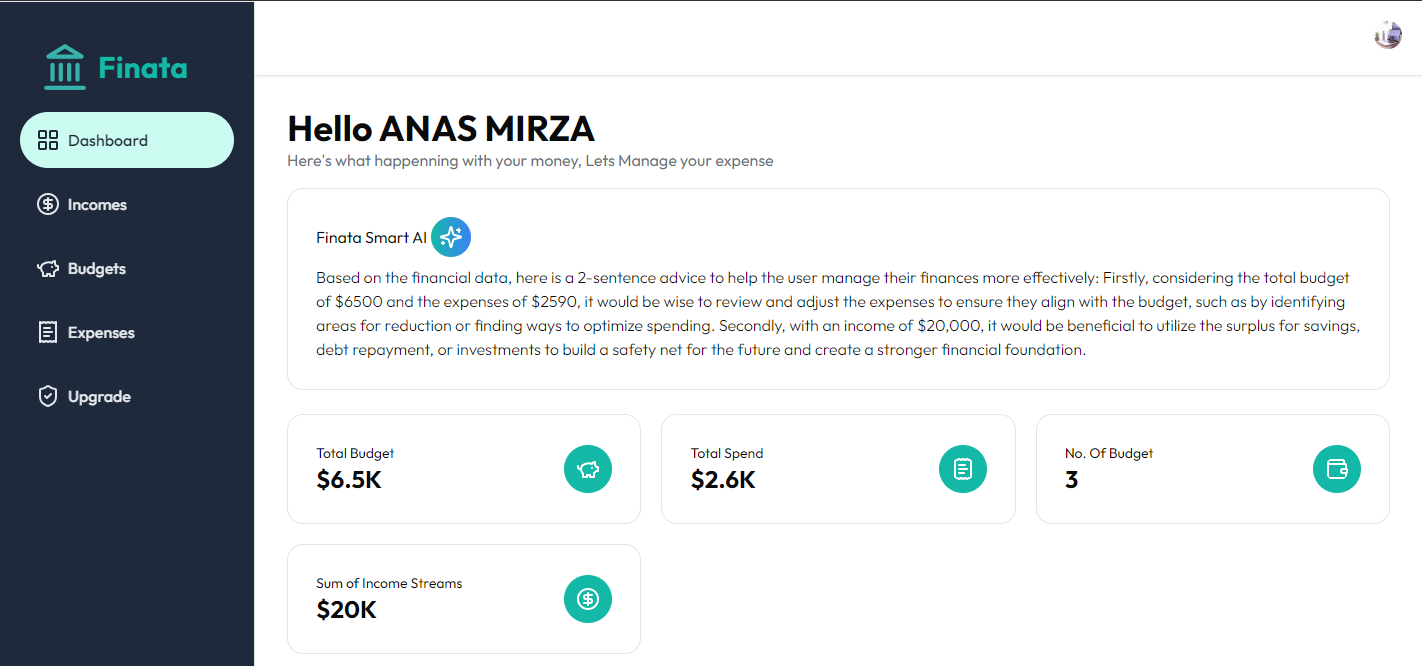 Finata
Dashboard
Incomes
Budgets
Expenses
Upgrade
Hello ANAS MIRZA
Here's what happenning with your money, Lets Manage your expense
Finata Smart AI
Based on the financial data, here is a 2-sentence advice to help the user manage their finances more effectively: Firstly, considering the total budget
of $6500 and the expenses of $2590, it would be wise to review and adjust the expenses to ensure they align with the budget, such as by identifying
areas for reduction or finding ways to optimize spending. Secondly, with an income of $20,000, it would be beneficial to utilize the surplus for savings,
debt repayment, or investments to build a safety net for the future and create a stronger financial foundation.
Total Budget
$6.5K
Total Spend
$2.6K
No. Of Budget
3
Sum of Income Streams
$20K